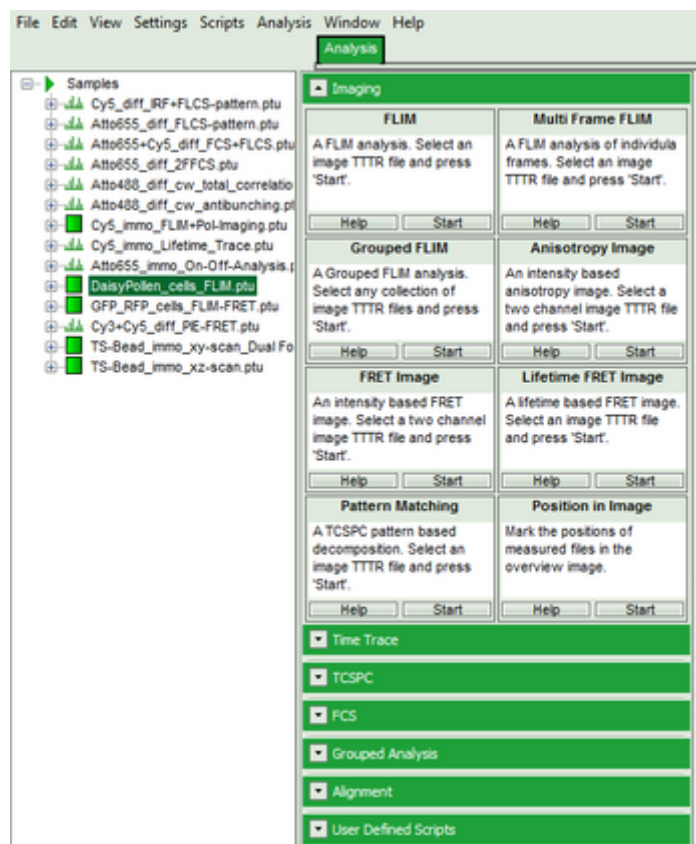 File Edit View Settings Scripts Analysis Window Help
Analysis
Samples
Cy5_diff_IRF+FLCS-pattern.ptu
Atto655_diff_FLCS-pattern.ptu
Atto655+Cy5_diff_FCS+FLCS.ptu
Atto655_diff_2FFCS.ptu
Atto488_diff_cw_total_correlatio
Atto488_diff_cw_antibunching.pt
Cy5_immo_FLIM+Pol-Imaging.ptu
Cy5_immo_Lifetime_Trace.ptu
Atto655_immo_On-Off-Analysis.p
DaisyPollen_cells_FLIM.ptu
GFP_RFP_cells_FLIM-FRET.ptu
Cy3+Cy5_diff_PIE-FRET.ptu
TS-Bead_immo_xy-scan_Dual Fo
TS-Bead_immo_xz-scan.ptu
Imaging
FLIM
A FLIM analysis. Select an
image TTTR file and press
'Start'.
Help Start
Multi Frame FLIM
A FLIM analysis of individula
frames. Select an image
TTTR file and press 'Start'.
Help Start
Grouped FLIM
A Grouped FLIM analysis.
Select any collection of
image TTTR files and press
'Start'.
Help Start
Anisotropy Image
An intensity based
anisotropy image. Select a
two channel image TTTR file
and press 'Start'.
Help Start
FRET Image
An intensity based FRET
image. Select a two channel
image TTTR file and press
'Start'.
Help Start
Lifetime FRET Image
A lifetime based FRET image.
Select an image TTTR file
and press 'Start'.
Help Start
Pattern Matching
A TCSPC pattern based
decomposition. Select an
image TTTR file and press
'Start'.
Help Start
Position in Image
Mark the positions of
measured files in the
overview image.
Help Start
Time Trace
TCSPC
FCS
Grouped Analysis
Alignment
User Defined Scripts